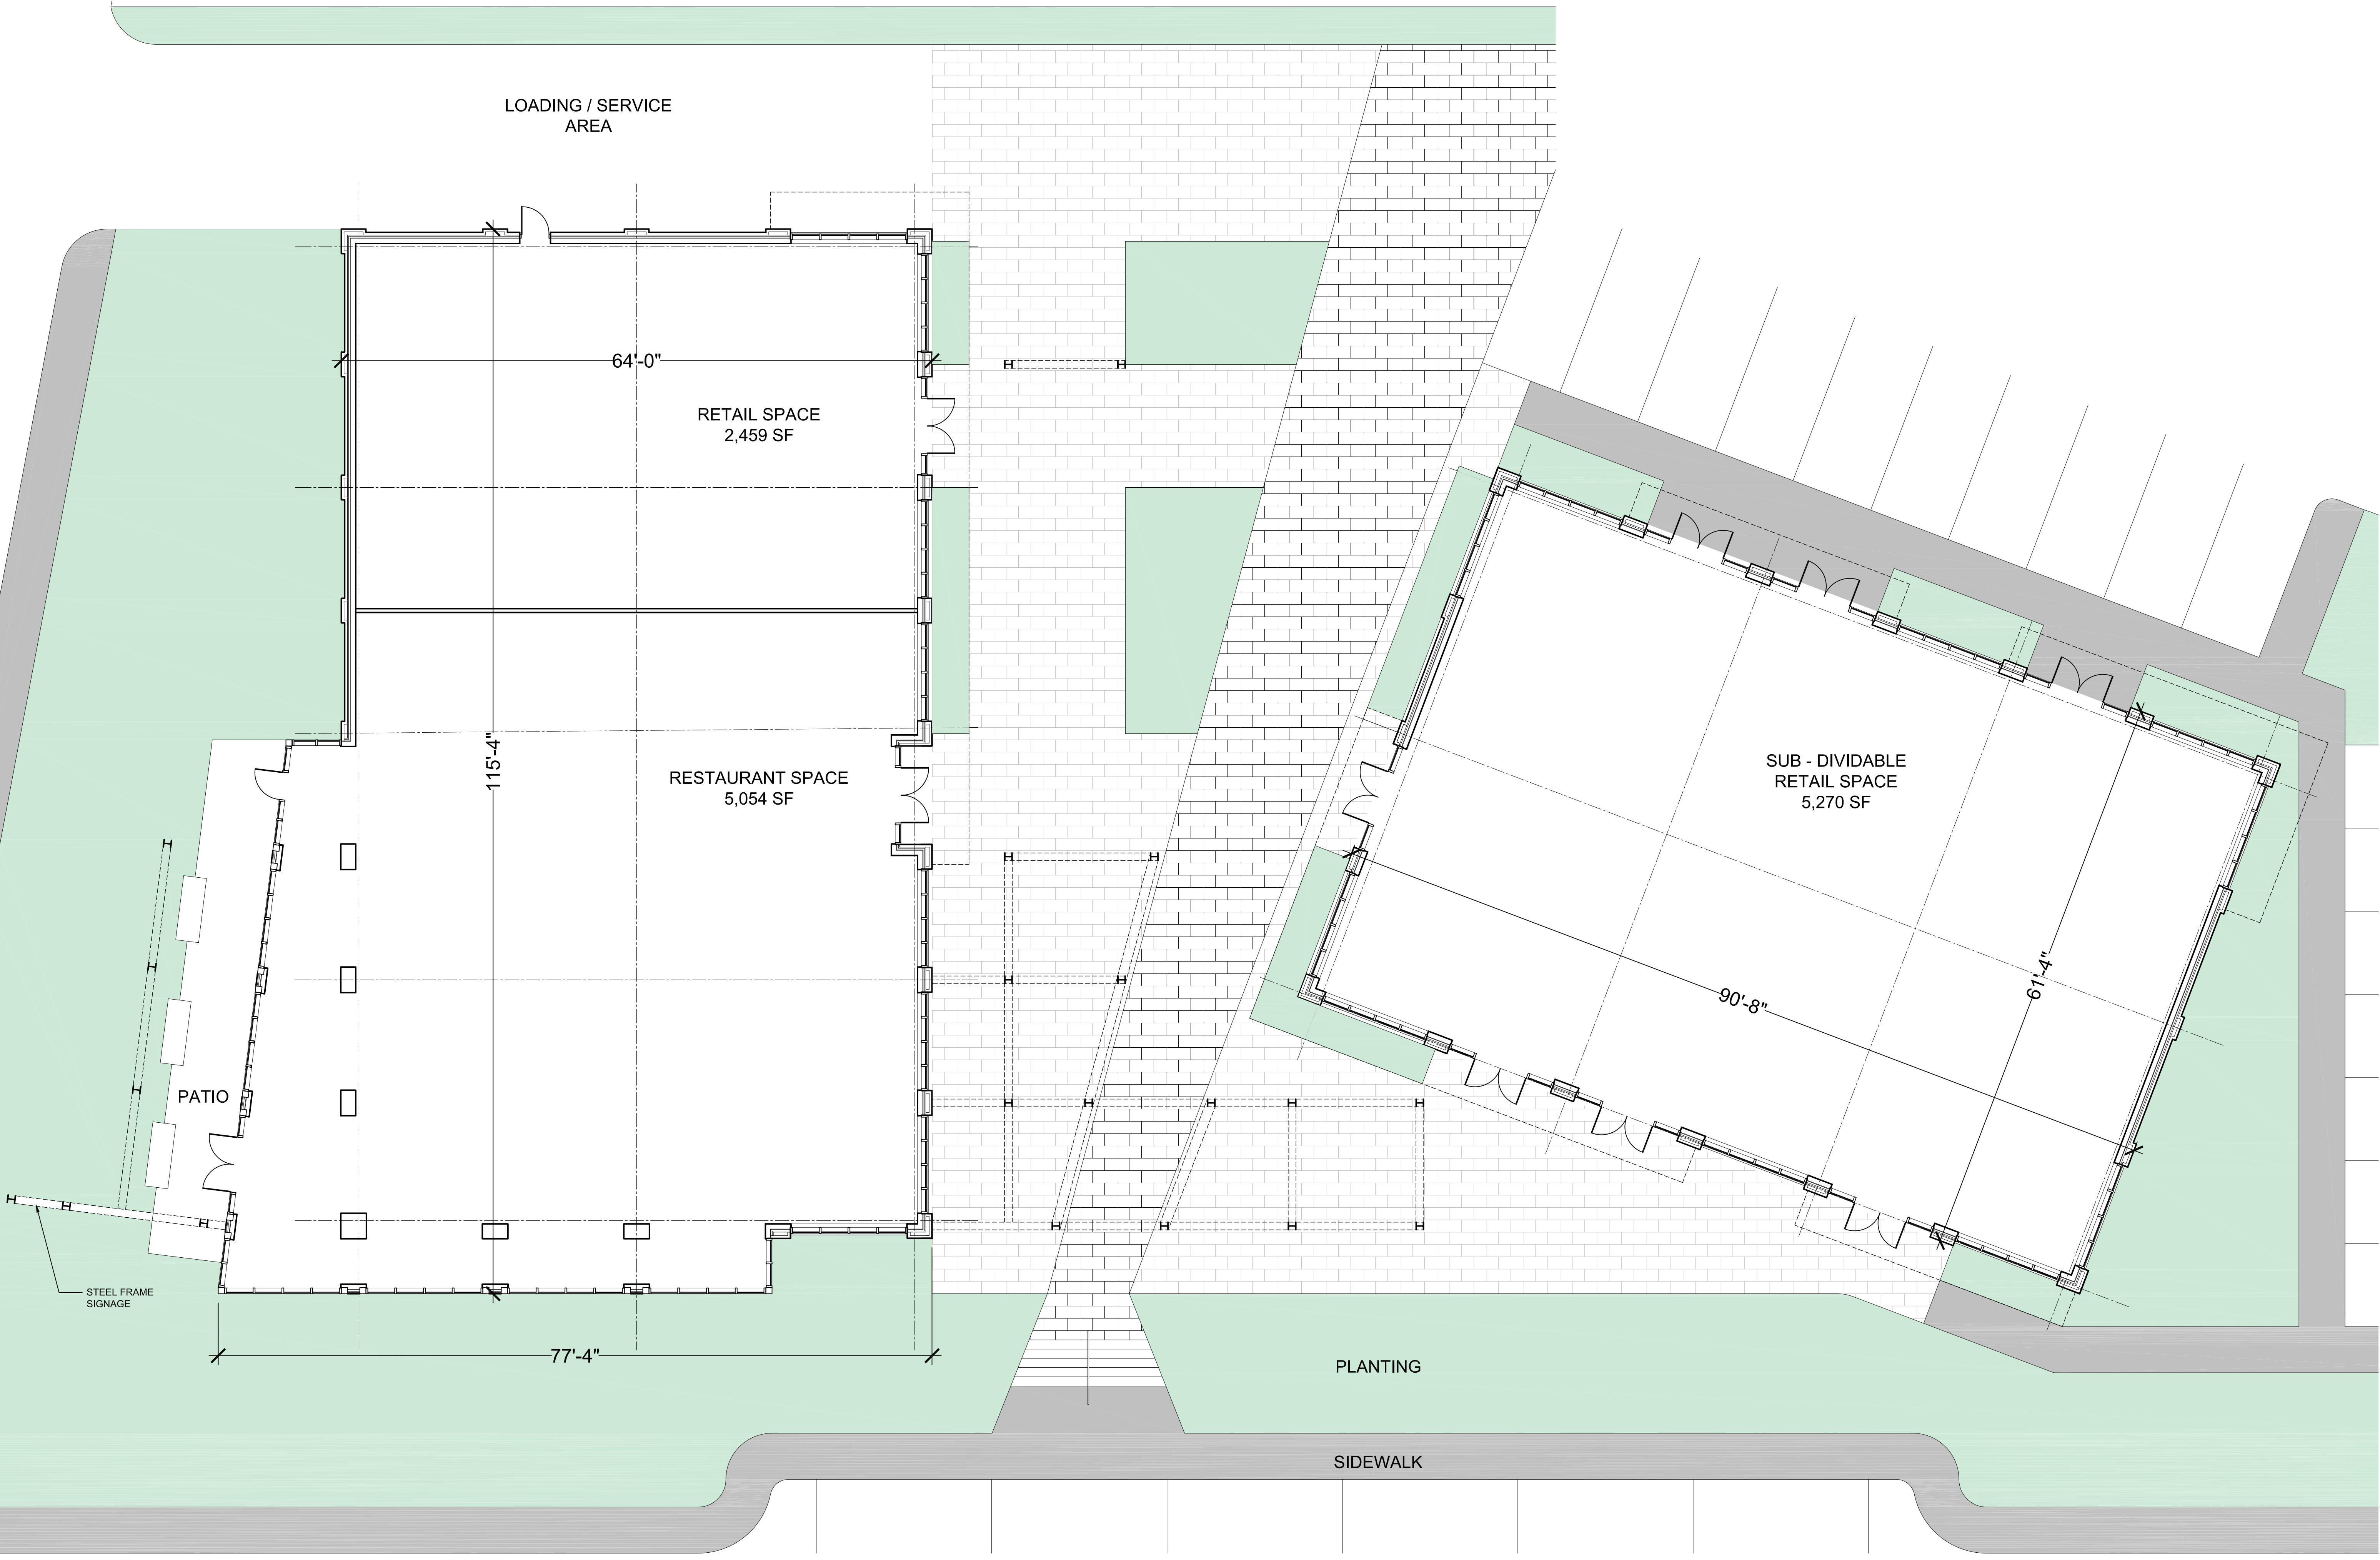 LOADING / SERVICE
AREA
64'-0"
RETAIL SPACE
2,459 SF
115'-4"
RESTAURANT SPACE
5,054 SF
SUB - DIVIDABLE
RETAIL SPACE
5,270 SF
90'-8"
61'-4"
PATIO
STEEL FRAME
SIGNAGE
77'-4"
PLANTING
SIDEWALK